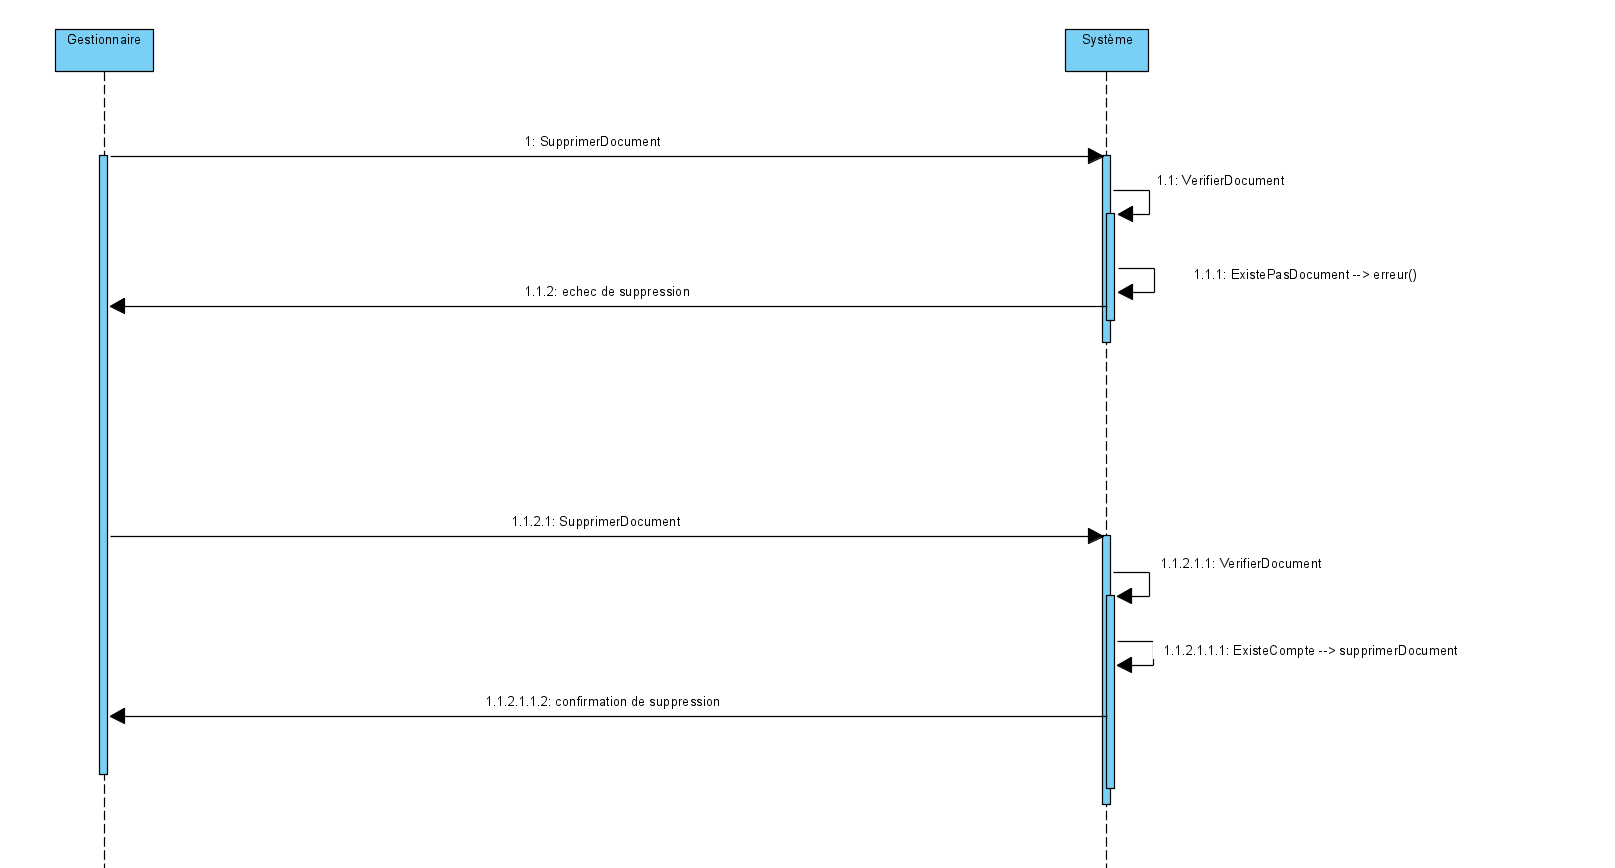 Gestionnaire
Système
1: SupprimerDocument
1.1: VerifierDocument
1.1.1: ExistePasDocument --> erreur()
1.1.2: echec de suppression
1.1.2.1: SupprimerDocument
1.1.2.1.1: VerifierDocument
1.1.2.1.1.1: ExisteCompte --> supprimerDocument
1.1.2.1.1.2: confirmation de suppression